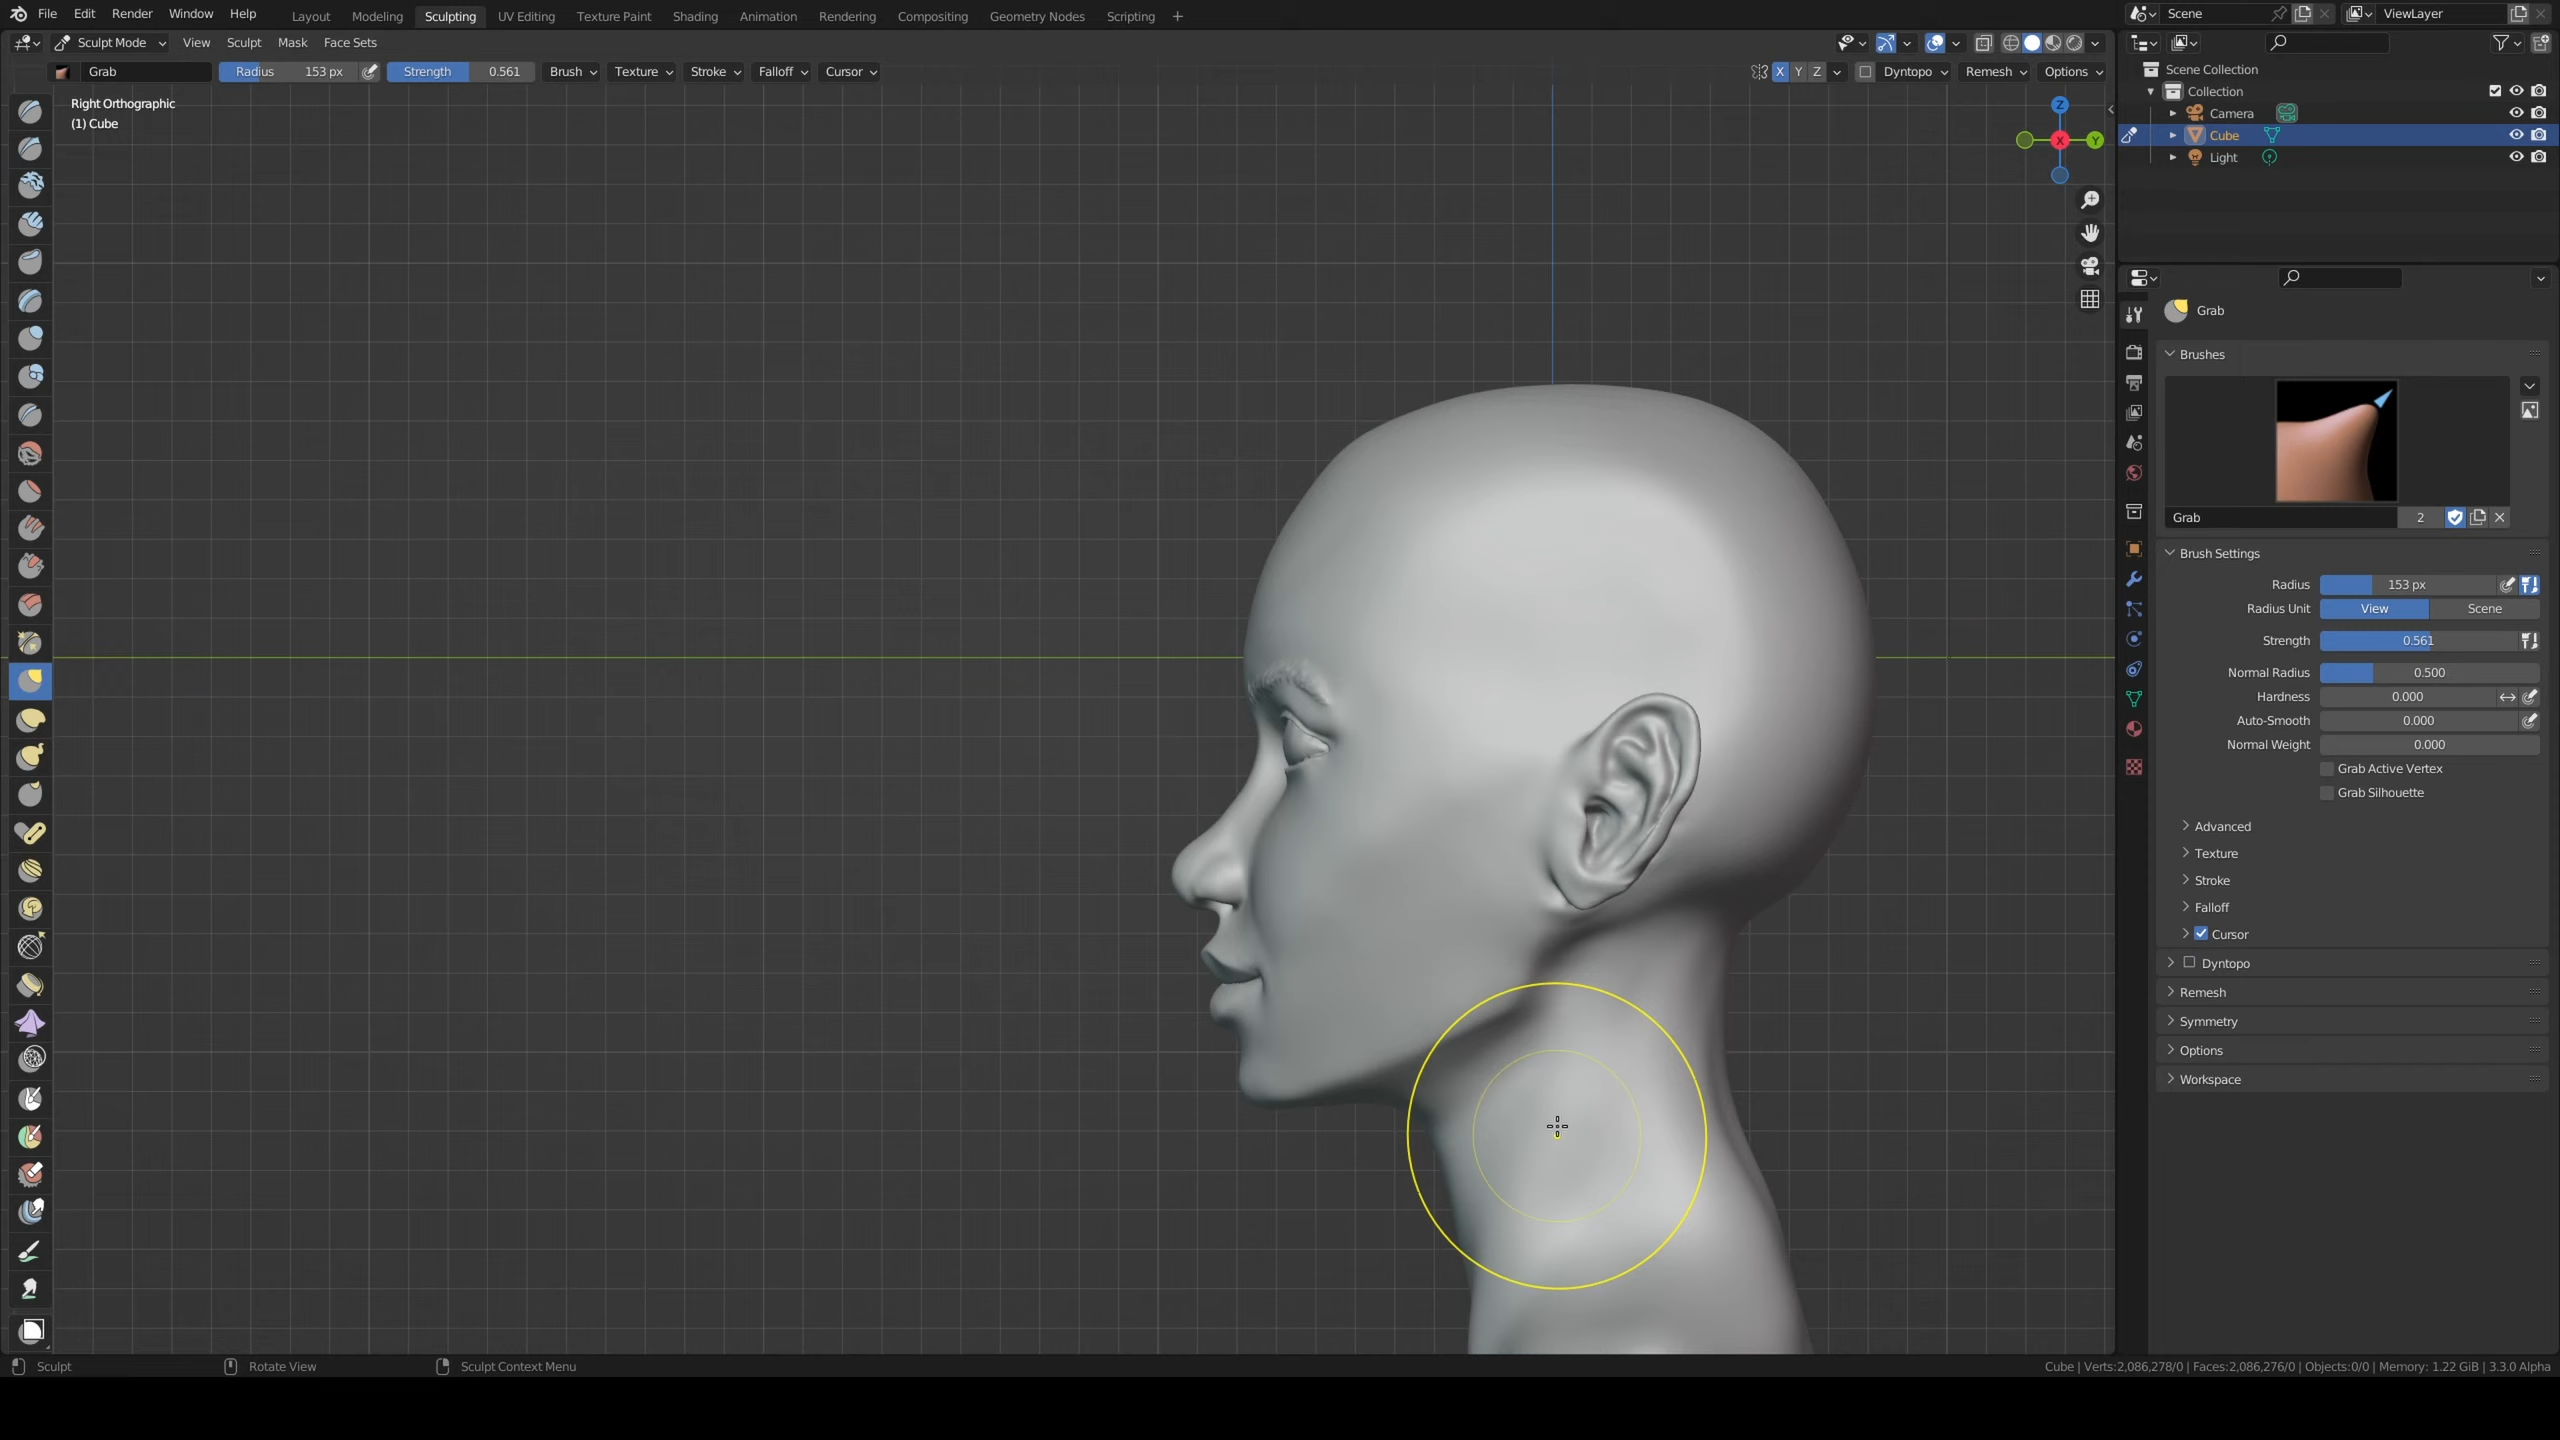 File Edit Render Window Help Layout Modeling Sculpting UV Editing Texture Paint Shading Animation Rendering Compositing Geometry Nodes Scripting +
Scene
ViewLayer
Sculpt Mode View Sculpt Mask Face Sets
Grab Radius 153 px Strength 0.561 Brush Texture Stroke Falloff Cursor
X Y Z Dyntopo Remesh Options
Right Orthographic
(1) Cube
Z
X
Y
Scene Collection
Collection
Camera
Cube
Light
Grab
Brushes
Grab 2
Brush Settings
Radius 153 px
Radius Unit View Scene
Strength 0.561
Normal Radius 0.500
Hardness 0.000
Auto-Smooth 0.000
Normal Weight 0.000
Grab Active Vertex
Grab Silhouette
Advanced
Texture
Stroke
Falloff
Cursor
Dyntopo
Remesh
Symmetry
Options
Workspace
Sculpt Rotate View Sculpt Context Menu
Cube | Verts:2,086,278/0 | Faces:2,086,276/0 | Objects:0/0 | Memory: 1.22 GiB | 3.3.0 Alpha